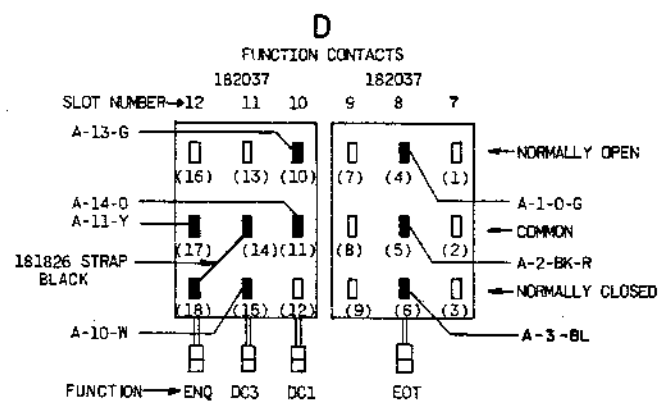 D
FUNCTION CONTACTS
182037 182037
SLOT NUMBER 12 11 10 9 8 7
A-13-G
NORMALLY OPEN
(16) (13) (10) (7) (4) (1)
A-14-O
A-1-O-G
A-11-Y
COMMON
(17) (14) (11) (8) (5) (2)
181826 STRAP
BLACK
A-2-BK-R
NORMALLY CLOSED
(18) (15) (12) (9) (6) (3)
A-10-W
A-3-BL
FUNCTION ENQ DC3 DC1 EOT